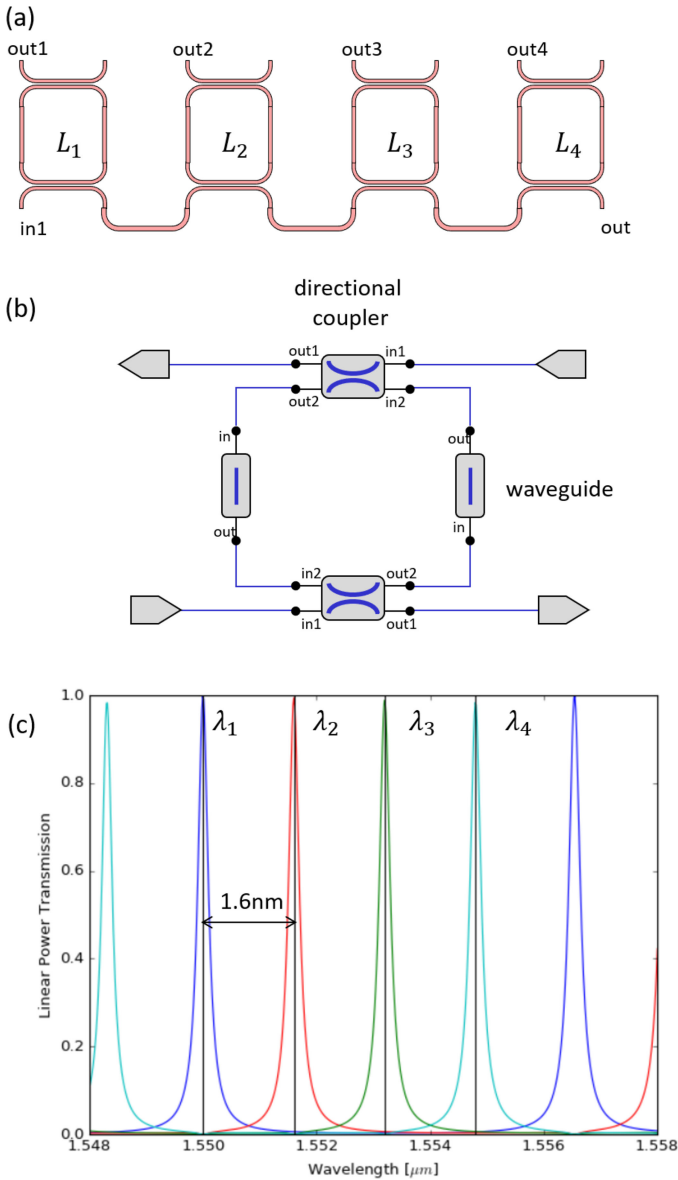 (a)
out1 out2 out3 out4
L1 L2 L3 L4
in1 out
directional
coupler
(b)
out1 in1
out2 in2
in out
waveguide
out in
in2 out2
in1 out1
(c)
1.0
λ1 λ2 λ3 λ4
0.8
0.6
1.6nm
0.4
0.2
0.0
Linear Power Transmission
1.548 1.550 1.552 1.554 1.556 1.558
Wavelength [μm]